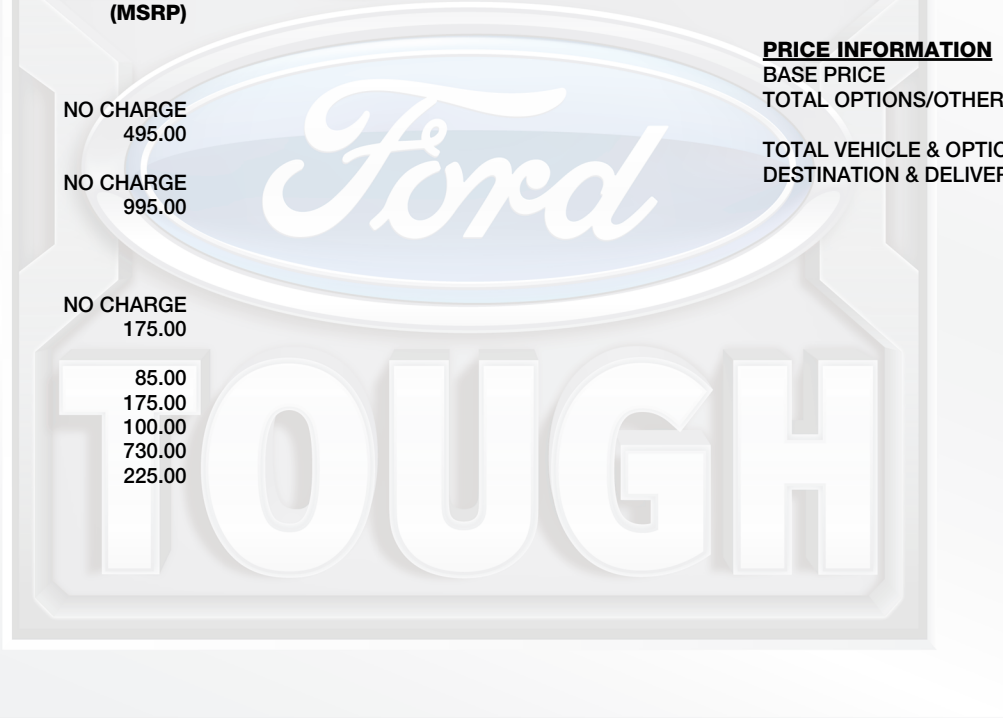 (MSRP)
NO CHARGE
495.00
NO CHARGE
995.00
NO CHARGE
175.00
85.00
175.00
100.00
730.00
225.00
PRICE INFORMATION
BASE PRICE
TOTAL OPTIONS/OTHER
TOTAL VEHICLE & OPTIO
DESTINATION & DELIVER
Ford
TOUGH